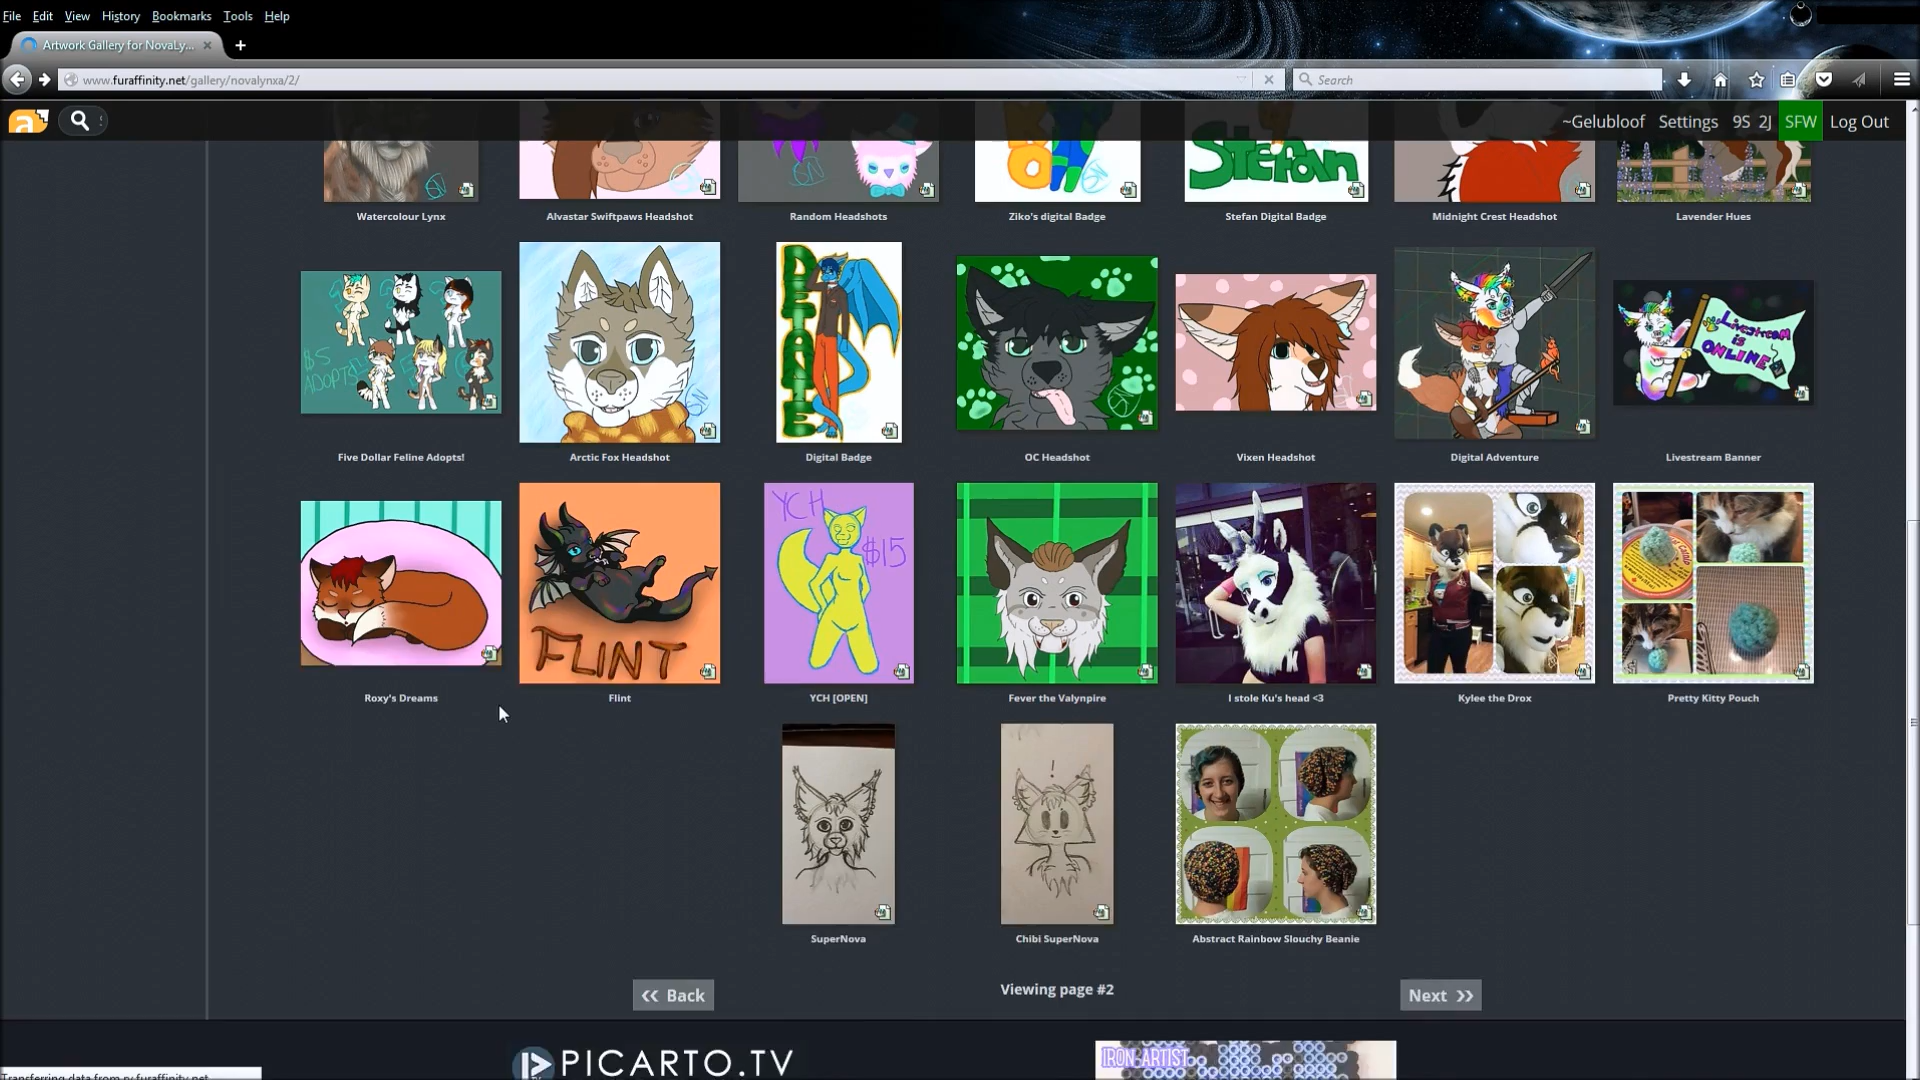 File Edit View History Bookmarks Tools Help
Artwork Gallery for NovaLy... × +
www.furaffinity.net/gallery/novalynxa/2/
Search
~Gelubloof Settings 9S 2J SFW Log Out
STEFAN
Watercolour Lynx
Alvastar Swiftpaws Headshot
Random Headshots
Ziko's digital Badge
Stefan Digital Badge
Midnight Crest Headshot
Lavender Hues
$5
ADOPTS!
DETANIE
Livestream
is
ONLINE
Five Dollar Feline Adopts!
Arctic Fox Headshot
Digital Badge
OC Headshot
Vixen Headshot
Digital Adventure
Livestream Banner
FLINT
YCH
$15
Roxy's Dreams
Flint
YCH [OPEN]
Fever the Valynpire
I stole Ku's head <3
Kylee the Drox
Pretty Kitty Pouch
!
SuperNova
Chibi SuperNova
Abstract Rainbow Slouchy Beanie
Back
Viewing page #2
Next
PICARTO.TV
IRON-ARTIST